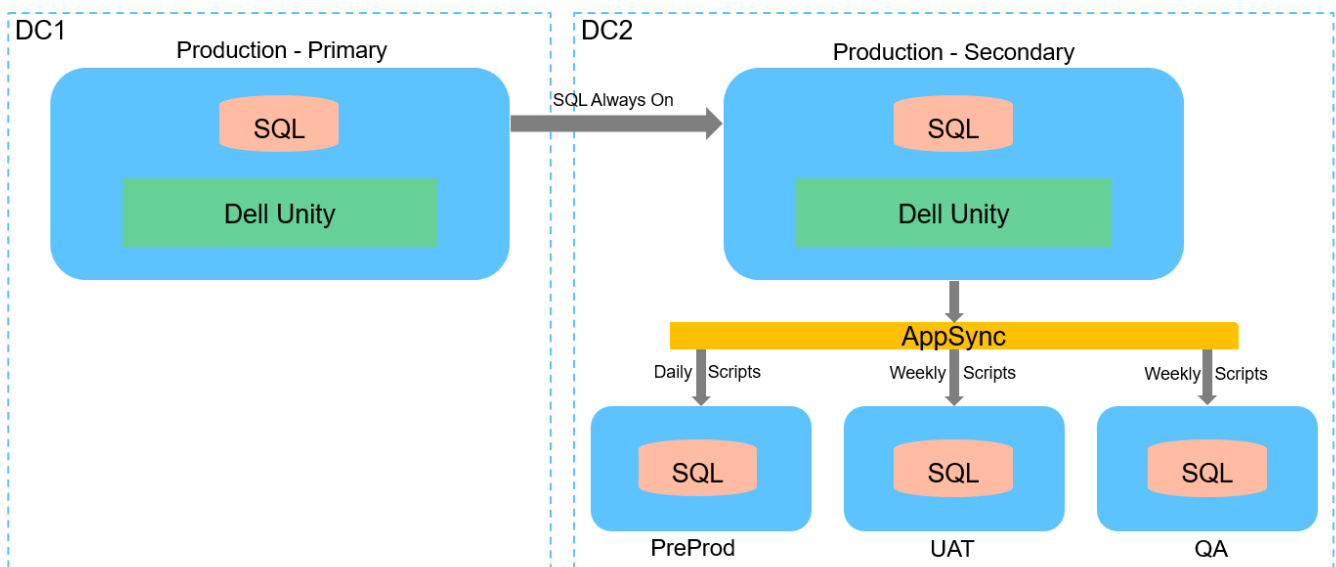 DC1
Production - Primary
SQL
Dell Unity
SQL Always On
DC2
Production - Secondary
SQL
Dell Unity
AppSync
Daily Scripts
Weekly Scripts
Weekly Scripts
SQL
SQL
SQL
PreProd
UAT
QA